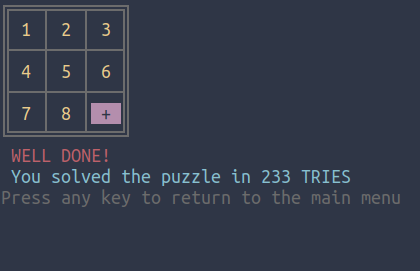 1 2 3
4 5 6
7 8 +
WELL DONE!
You solved the puzzle in 233 TRIES
Press any key to return to the main menu